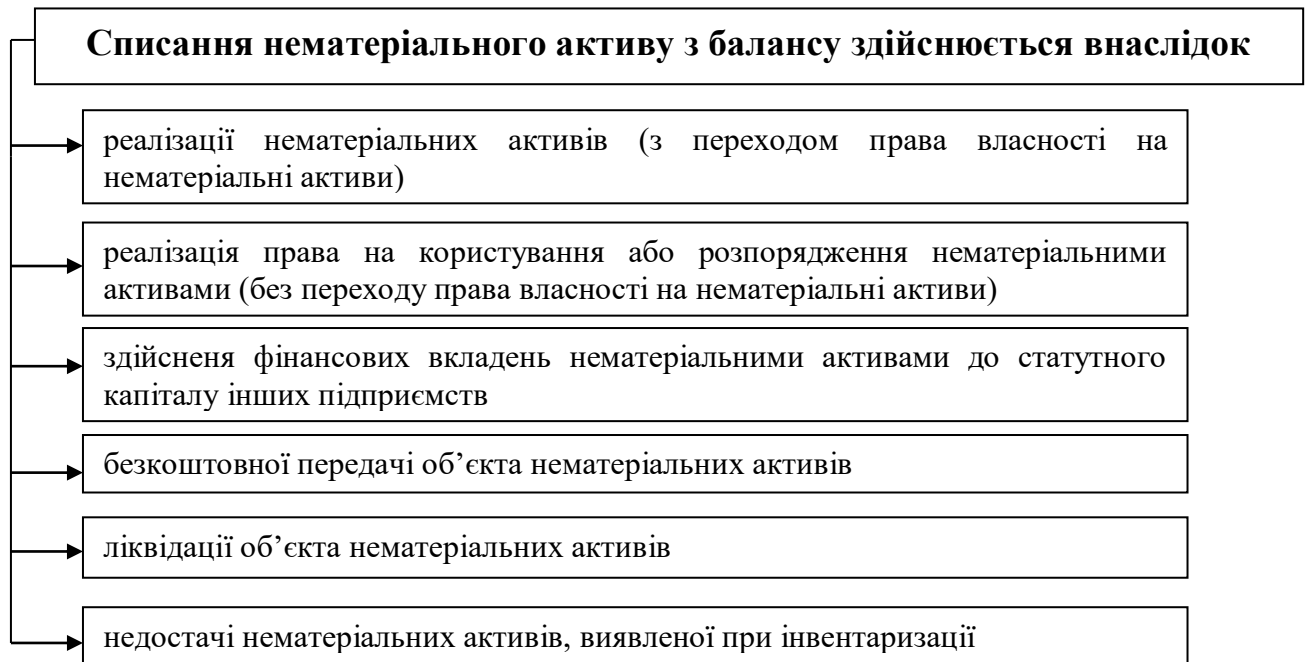 Списання нематеріального активу з балансу здійснюється внаслідок
реалізації нематеріальних активів (з переходом права власності на
нематеріальні активи)
реалізація права на користування або розпорядження нематеріальними
активами (без переходу права власності на нематеріальні активи)
здійсненя фінансових вкладень нематеріальними активами до статутного
капіталу інших підприємств
безкоштовної передачі об’єкта нематеріальних активів
ліквідації об’єкта нематеріальних активів
недостачі нематеріальних активів, виявленої при інвентаризації